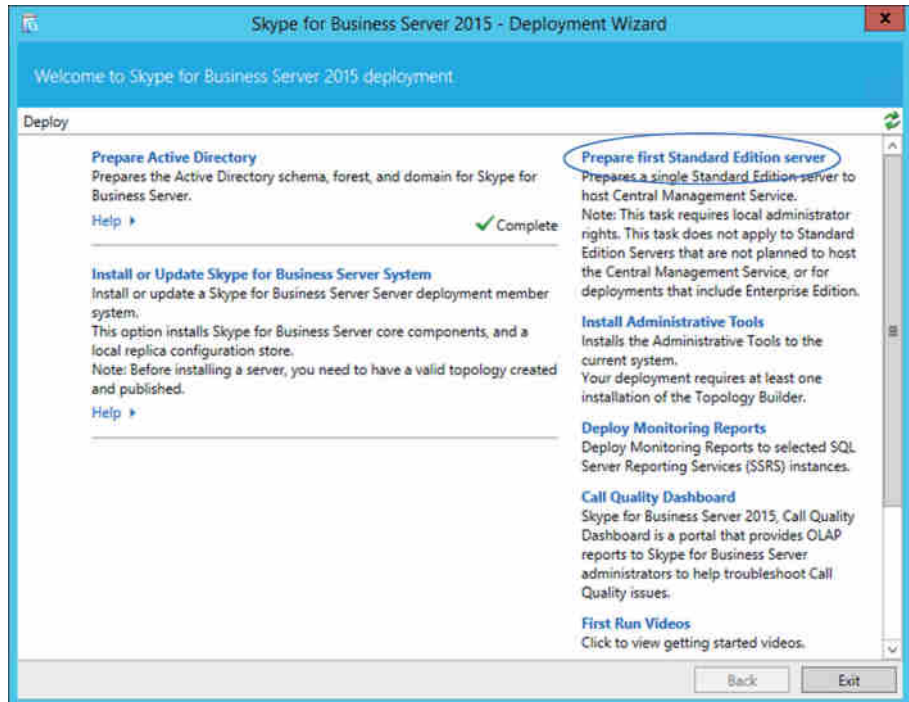 Skype for Business Server 2015 - Deployment Wizard
Welcome to Skype for Business Server 2015 deployment.
Deploy
Prepare Active Directory
Prepares the Active Directory schema, forest, and domain for Skype for
Business Server.
Help
Complete
Install or Update Skype for Business Server System
Install or update a Skype for Business Server Server deployment member
system.
This option installs Skype for Business Server core components, and a
local replica configuration store.
Note: Before installing a server, you need to have a valid topology created
and published.
Help
Prepare first Standard Edition server
Prepares a single Standard Edition server to
host Central Management Service.
Note: This task requires local administrator
rights. This task does not apply to Standard
Edition Servers that are not planned to host
the Central Management Service, or for
deployments that include Enterprise Edition.
Install Administrative Tools
Installs the Administrative Tools to the
current system.
Your deployment requires at least one
installation of the Topology Builder.
Deploy Monitoring Reports
Deploy Monitoring Reports to selected SQL
Server Reporting Services (SSRS) instances.
Call Quality Dashboard
Skype for Business Server 2015, Call Quality
Dashboard is a portal that provides OLAP
reports to Skype for Business Server
administrators to help troubleshoot Call
Quality issues.
First Run Videos
Click to view getting started videos.
Back
Exit